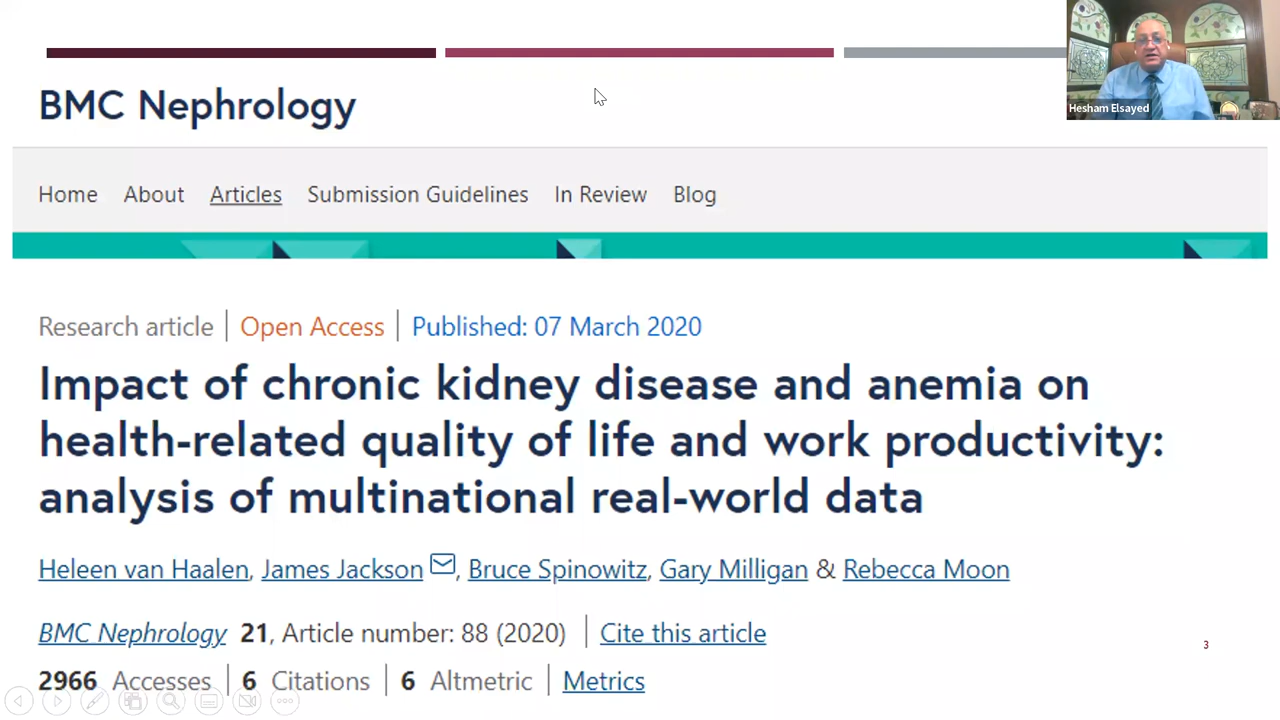 Hesham Elsayed
BMC Nephrology
Home About Articles Submission Guidelines In Review Blog
Research article | Open Access | Published: 07 March 2020
Impact of chronic kidney disease and anemia on
health-related quality of life and work productivity:
analysis of multinational real-world data
Heleen van Haalen, James Jackson, Bruce Spinowitz, Gary Milligan & Rebecca Moon
BMC Nephrology 21, Article number: 88 (2020) | Cite this article
3
2966 Accesses | 6 Citations | 6 Altmetric | Metrics